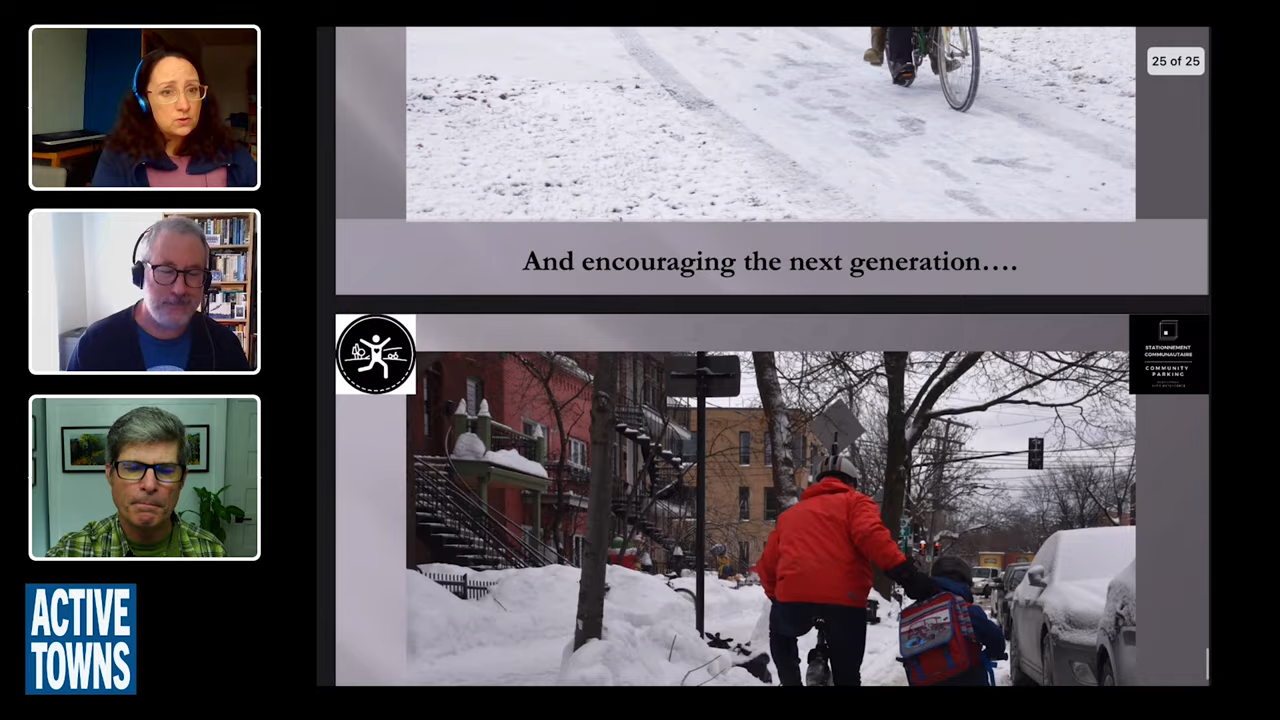 25 of 25
And encouraging the next generation....
STATIONNEMENT
COMMUNAUTAIRE
COMMUNITY
PARKING
ACTIVE
TOWNS